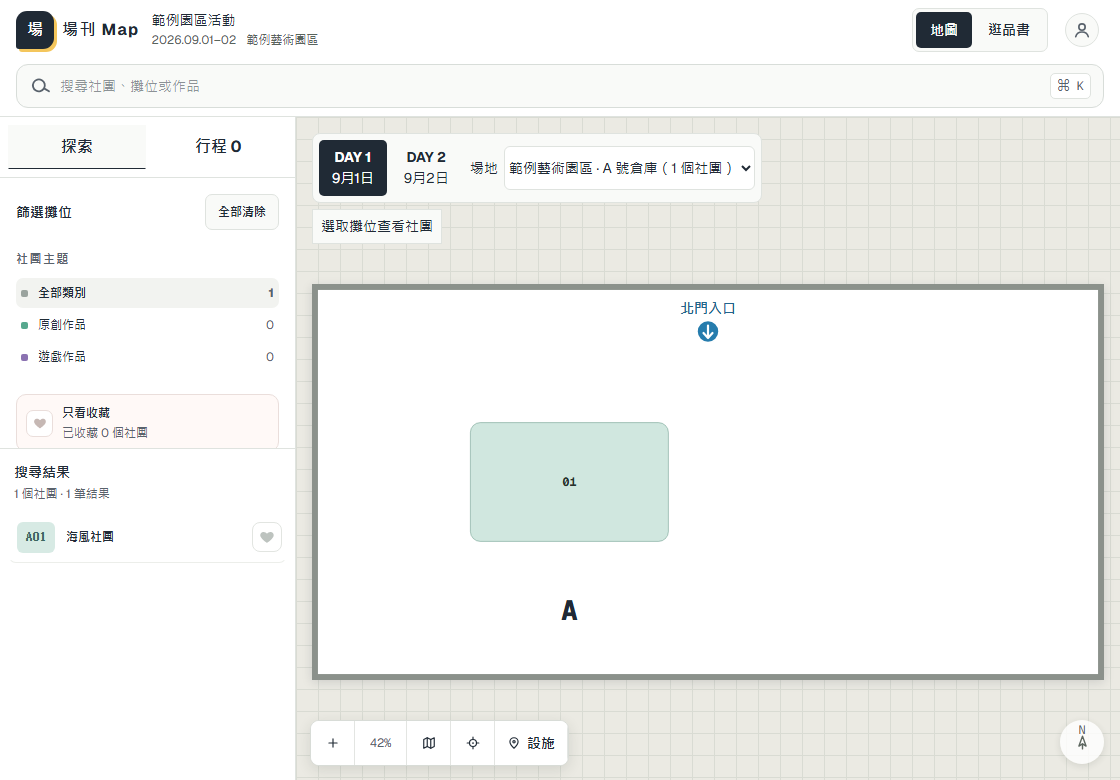 場
場刊 Map
範例園區活動
2026.09.01–02 範例藝術園區
地圖
逛品書
搜尋社團、攤位或作品
⌘ K
探索
行程 0
篩選攤位
全部清除
社團主題
全部類別 1
原創作品 0
遊戲作品 0
只看收藏
已收藏 0 個社團
搜尋結果
1 個社團 · 1 筆結果
A01 海風社團
DAY 1
9月1日
DAY 2
9月2日
場地
範例藝術園區 · A 號倉庫（1 個社團）
選取攤位查看社團
北門入口
01
A
+
42%
設施
N